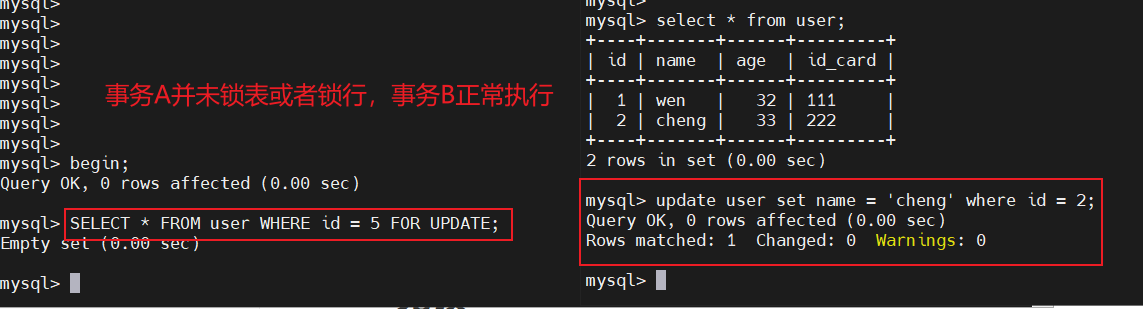 mysql>
mysql>
mysql>
mysql>
mysql>
mysql>
mysql>
mysql>
事务A并未锁表或者锁行，事务B正常执行
mysql> begin;
Query OK, 0 rows affected (0.00 sec)
mysql> SELECT * FROM user WHERE id = 5 FOR UPDATE;
Empty set (0.00 sec)
mysql>
mysql>
mysql> select * from user;
+----+-------+------+---------+
| id | name | age | id_card |
+----+-------+------+---------+
| 1 | wen | 32 | 111 |
| 2 | cheng | 33 | 222 |
+----+-------+------+---------+
2 rows in set (0.00 sec)
mysql> update user set name = 'cheng' where id = 2;
Query OK, 0 rows affected (0.00 sec)
Rows matched: 1 Changed: 0 Warnings: 0
mysql>